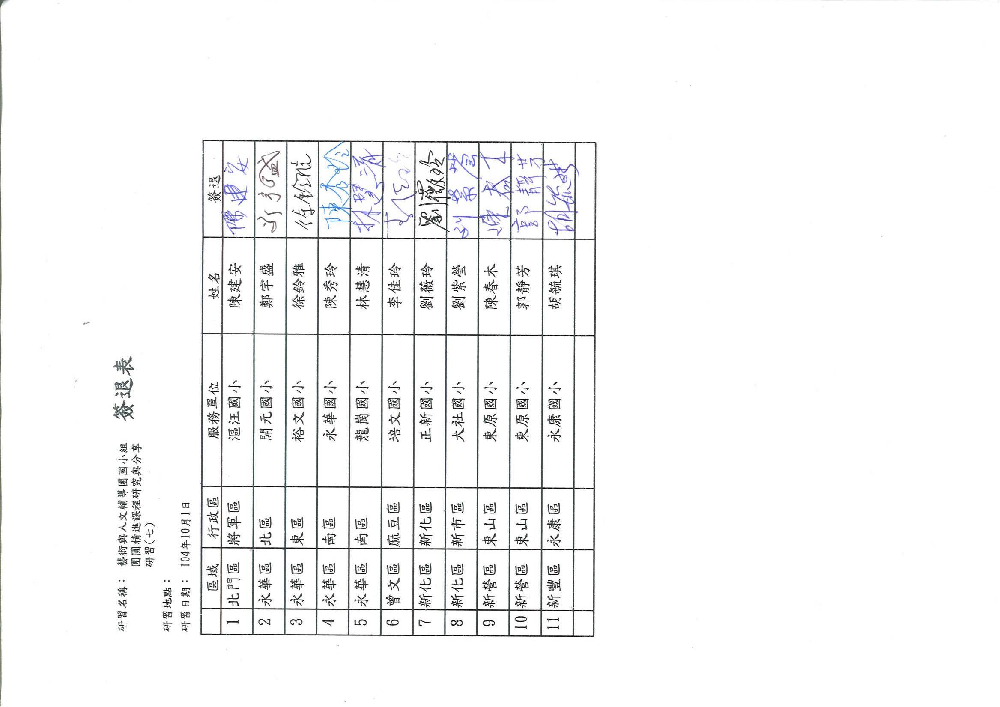 研習名稱： 藝術與人文輔導團國小組 簽退表
團圓精進課程研究與分享
研習(七)
研習地點：
研習日期： 104年10月1日
區域 行政區 服務單位 姓名 簽退
1 北門區 將軍區 漚汪國小 陳建安 陳建安
2 永華區 北區 開元國小 鄭宇盛
3 永華區 東區 裕文國小 徐鈴雅 徐鈴雅
4 永華區 南區 永華國小 陳秀玲 陳秀玲
5 永華區 南區 龍崗國小 林慧清 林慧清
6 曾文區 麻豆區 培文國小 李佳玲
7 新化區 新化區 正新國小 劉薇玲 劉薇玲
8 新化區 新市區 大社國小 劉紫瑩 刘紫瑩
9 新營區 東山區 東原國小 陳春木
10 新營區 東山區 東原國小 郭靜芳 郭靜芳
11 新豐區 永康區 永康國小 胡毓琪 胡毓琪